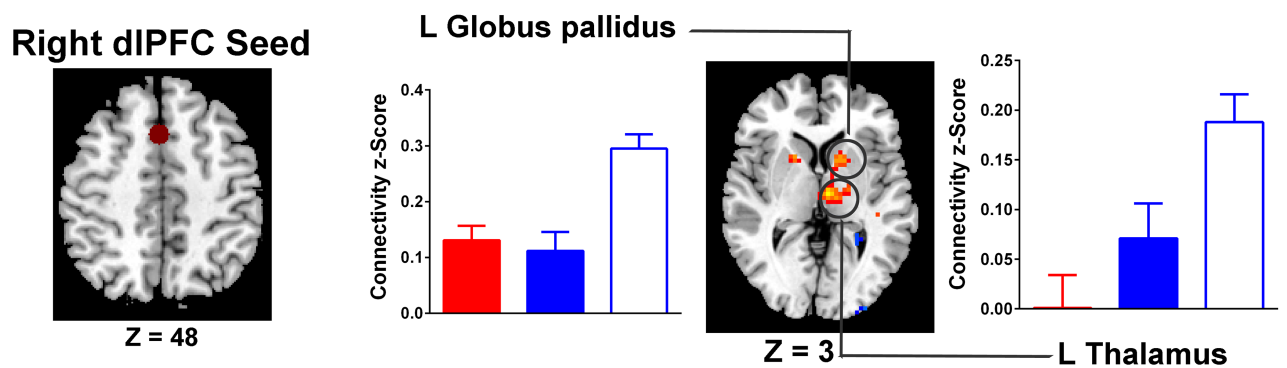 L Globus pallidus
Right dlPFC Seed
Z = 48
Connectivity z-Score
0.4
0.3
0.2
0.1
0.0
Z = 3
Connectivity z-Score
0.25
0.20
0.15
0.10
0.05
0.00
L Thalamus